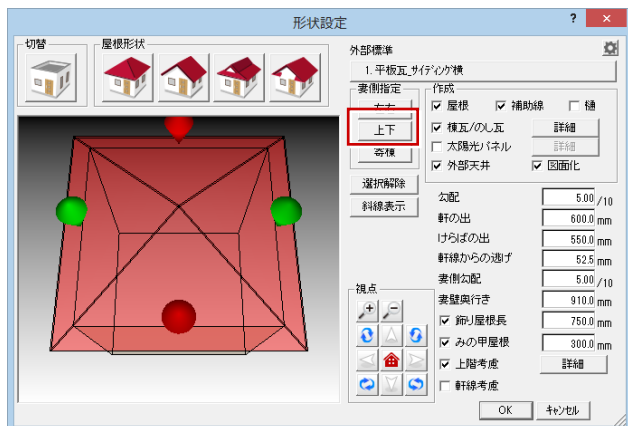 形状設定
?
×
切替
屋根形状
外部標準
1. 平板瓦_サイディング横
妻側指定
左右
上下
寄棟
選択解除
斜線表示
作成
屋根 補助線 樋
棟瓦/のし瓦 詳細
太陽光パネル 詳細
外部天井 図面化
勾配 5.00 /10
軒の出 600.0 mm
けらばの出 550.0 mm
軒線からの逃げ 52.5 mm
妻側勾配 5.00 /10
妻壁奥行き 910.0 mm
飾り屋根長 750.0 mm
みの甲屋根 300.0 mm
上階考慮 詳細
軒線考慮
視点
OK キャンセル